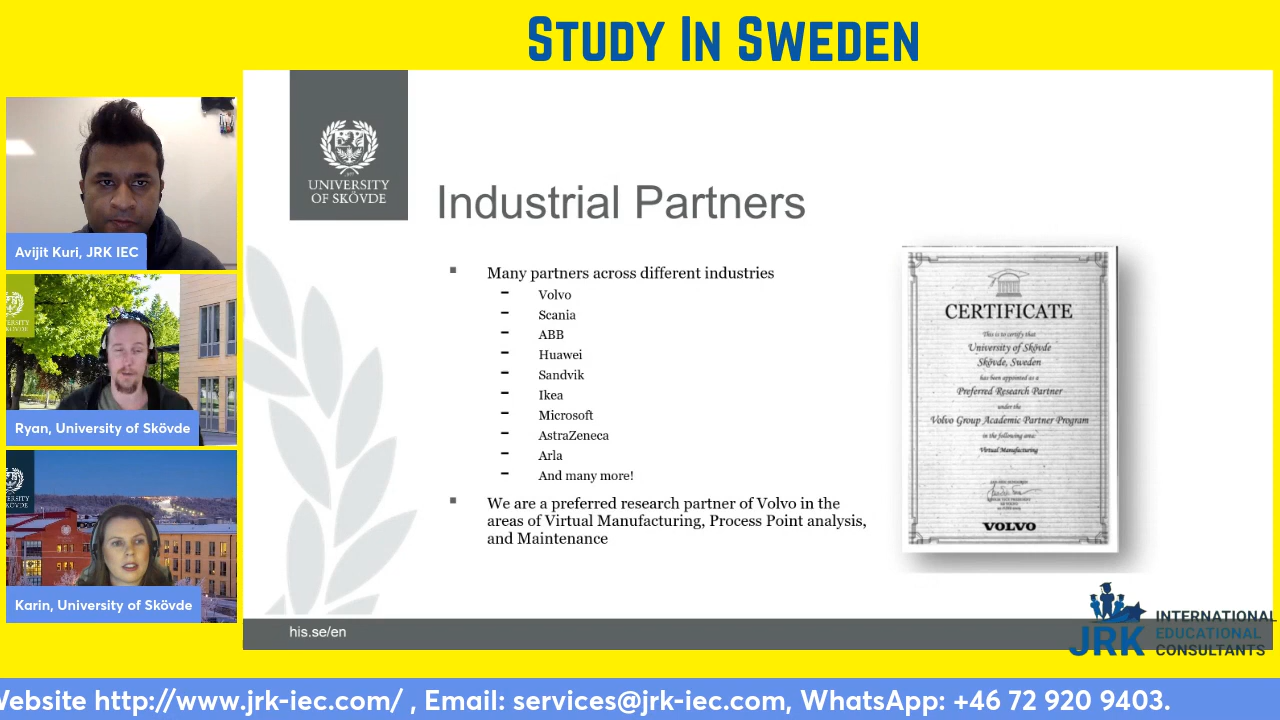 STUDY IN SWEDEN
UNIVERSITY
OF SKÖVDE
Industrial Partners
Many partners across different industries
- Volvo
- Scania
- ABB
- Huawei
- Sandvik
- Ikea
- Microsoft
- AstraZeneca
- Arla
- And many more!
We are a preferred research partner of Volvo in the
areas of Virtual Manufacturing, Process Point analysis,
and Maintenance
CERTIFICATE
This is to certify that
University of Skövde
Skövde, Sweden
has been appointed as a
Preferred Research Partner
under the
Volvo Group Academic Partner Program
in the following area:
Virtual Manufacturing
VOLVO
Avijit Kuri, JRK IEC
Ryan, University of Skövde
Karin, University of Skövde
his.se/en
JRK
INTERNATIONAL
EDUCATIONAL
CONSULTANTS
Website http://www.jrk-iec.com/ , Email: services@jrk-iec.com, WhatsApp: +46 72 920 9403.